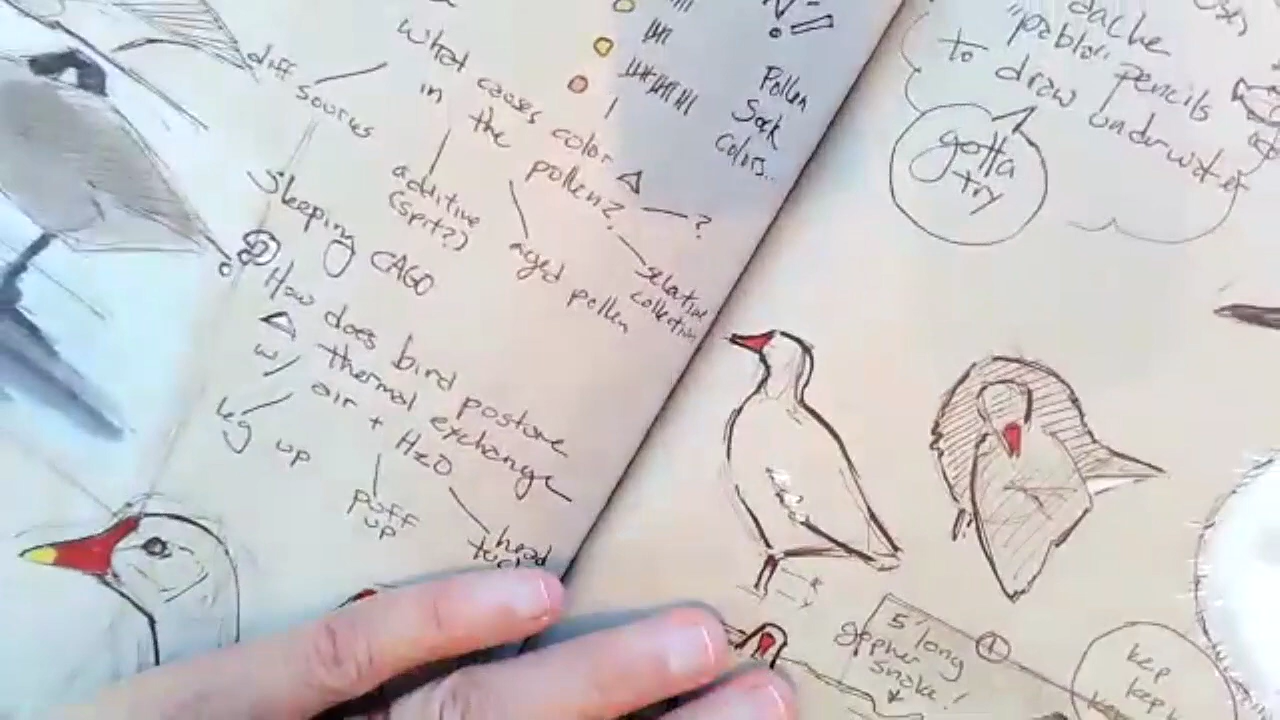 what causes color △
in the pollen? — ?
diff
sources
additive
(spit?)
aged pollen
selective
collection
Pollen
Sack
Colors...
Sleeping CAGO
How does bird posture
△ thermal exchange
w/ air + H2O
leg up
puff
up
head
dache
"pablo" pencils
to draw underwater
gotta
try
R
Y
5' long
gopher
snake!
kep
kep